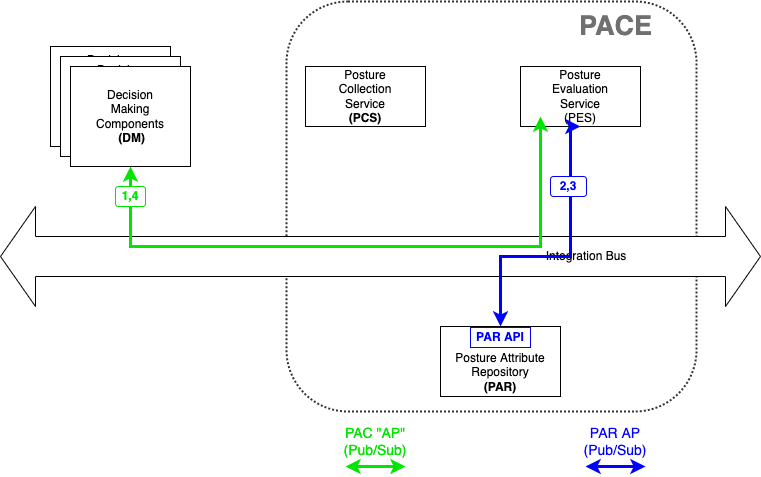 PACE
Decision
Making
Components
(DM)
Posture
Collection
Service
(PCS)
Posture
Evaluation
Service
(PES)
1,4
2,3
Integration Bus
PAR API
Posture Attribute
Repository
(PAR)
PAC "AP"
(Pub/Sub)
PAR AP
(Pub/Sub)